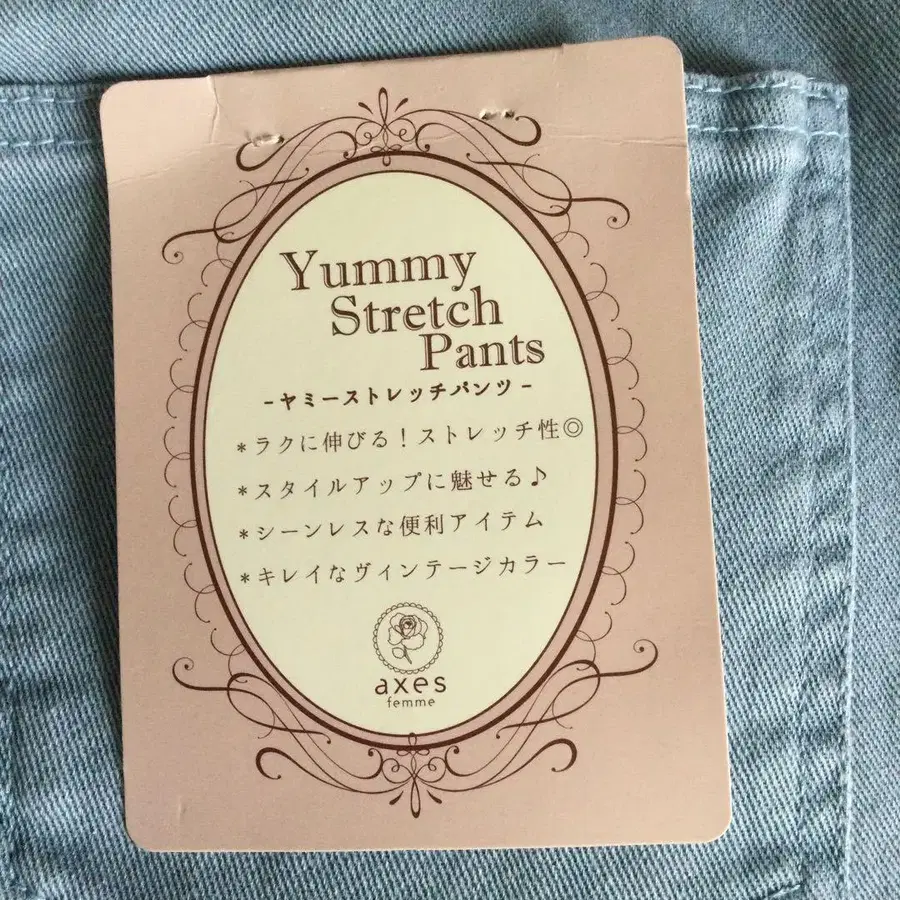 Yummy
Stretch
Pants
-ヤミーストレッチパンツ-
*ラクに伸びる！ストレッチ性◎
*スタイルアップに魅せる♪
*シーンレスな便利アイテム
*キレイなヴィンテージカラー
axes
femme